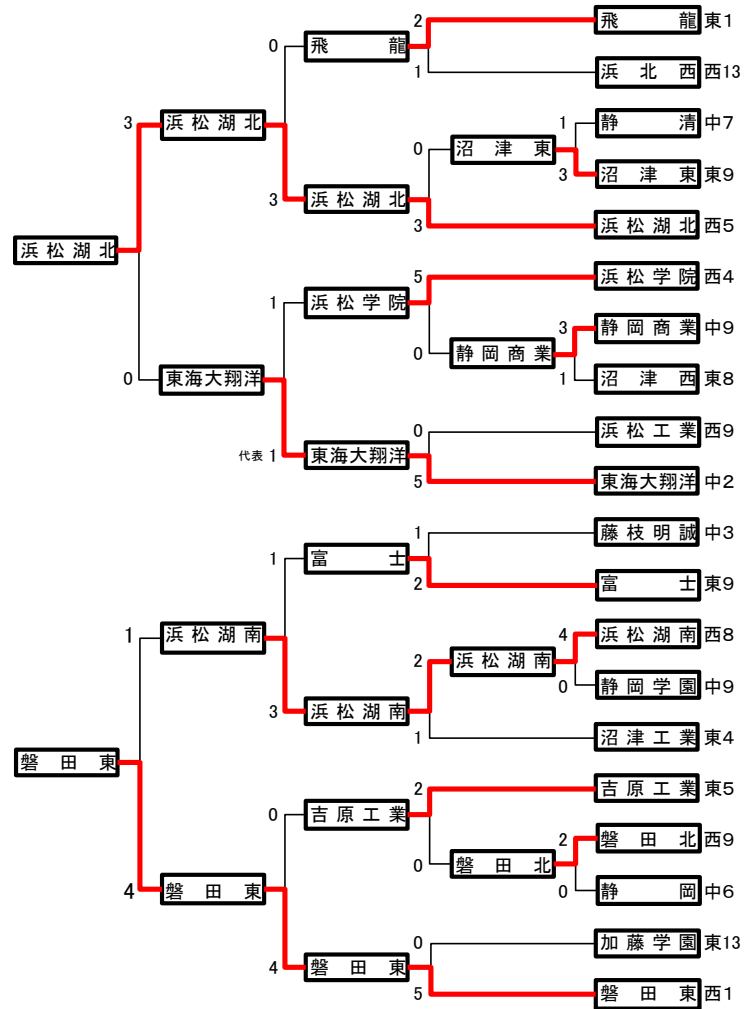 2 飛龍 東1
0 飛龍
1 浜北西 西13
3 浜松湖北
1 静清 中7
0 沼津東
3 沼津東 東9
3 浜松湖北
3 浜松湖北 西5
浜松湖北
5 浜松学院 西4
1 浜松学院
3 静岡商業 中9
0 静岡商業
1 沼津西 東8
0 東海大翔洋
0 浜松工業 西9
代表 1 東海大翔洋
5 東海大翔洋 中2
1 藤枝明誠 中3
1 富士
2 富士 東9
1 浜松湖南
4 浜松湖南 西8
2 浜松湖南
0 静岡学園 中9
3 浜松湖南
1 沼津工業 東4
磐田東
2 吉原工業 東5
0 吉原工業
2 磐田北 西9
0 磐田北
0 静岡 中6
4 磐田東
0 加藤学園 東13
4 磐田東
5 磐田東 西1